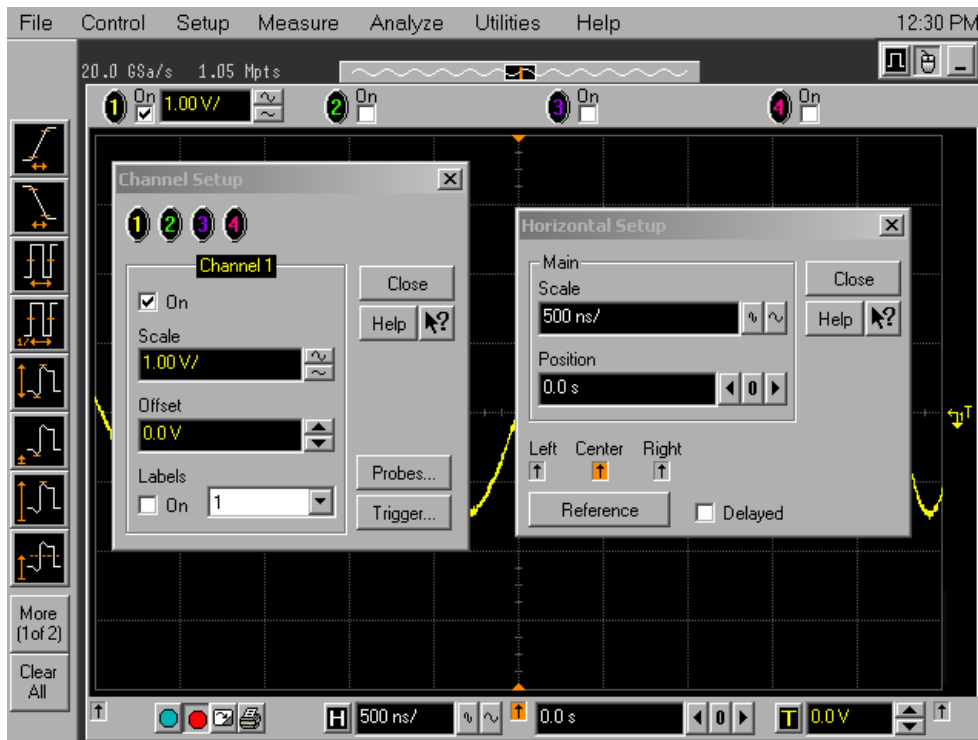 File Control Setup Measure Analyze Utilities Help 12:30 PM
20.0 GSa/s 1.05 Mpts
1 On 1.00 V/ 2 On 3 On 4 On
Channel Setup
1 2 3 4
Channel 1
On
Close
Help
Scale
1.00 V/
Offset
0.0 V
Labels
On 1
Probes...
Trigger...
Horizontal Setup
Main
Scale
500 ns/
Close
Help
Position
0.0 s
0
Left Center Right
Reference
Delayed
1/
1 T
More
(1 of 2)
Clear
All
H 500 ns/ 0.0 s 0 T 0.0 V